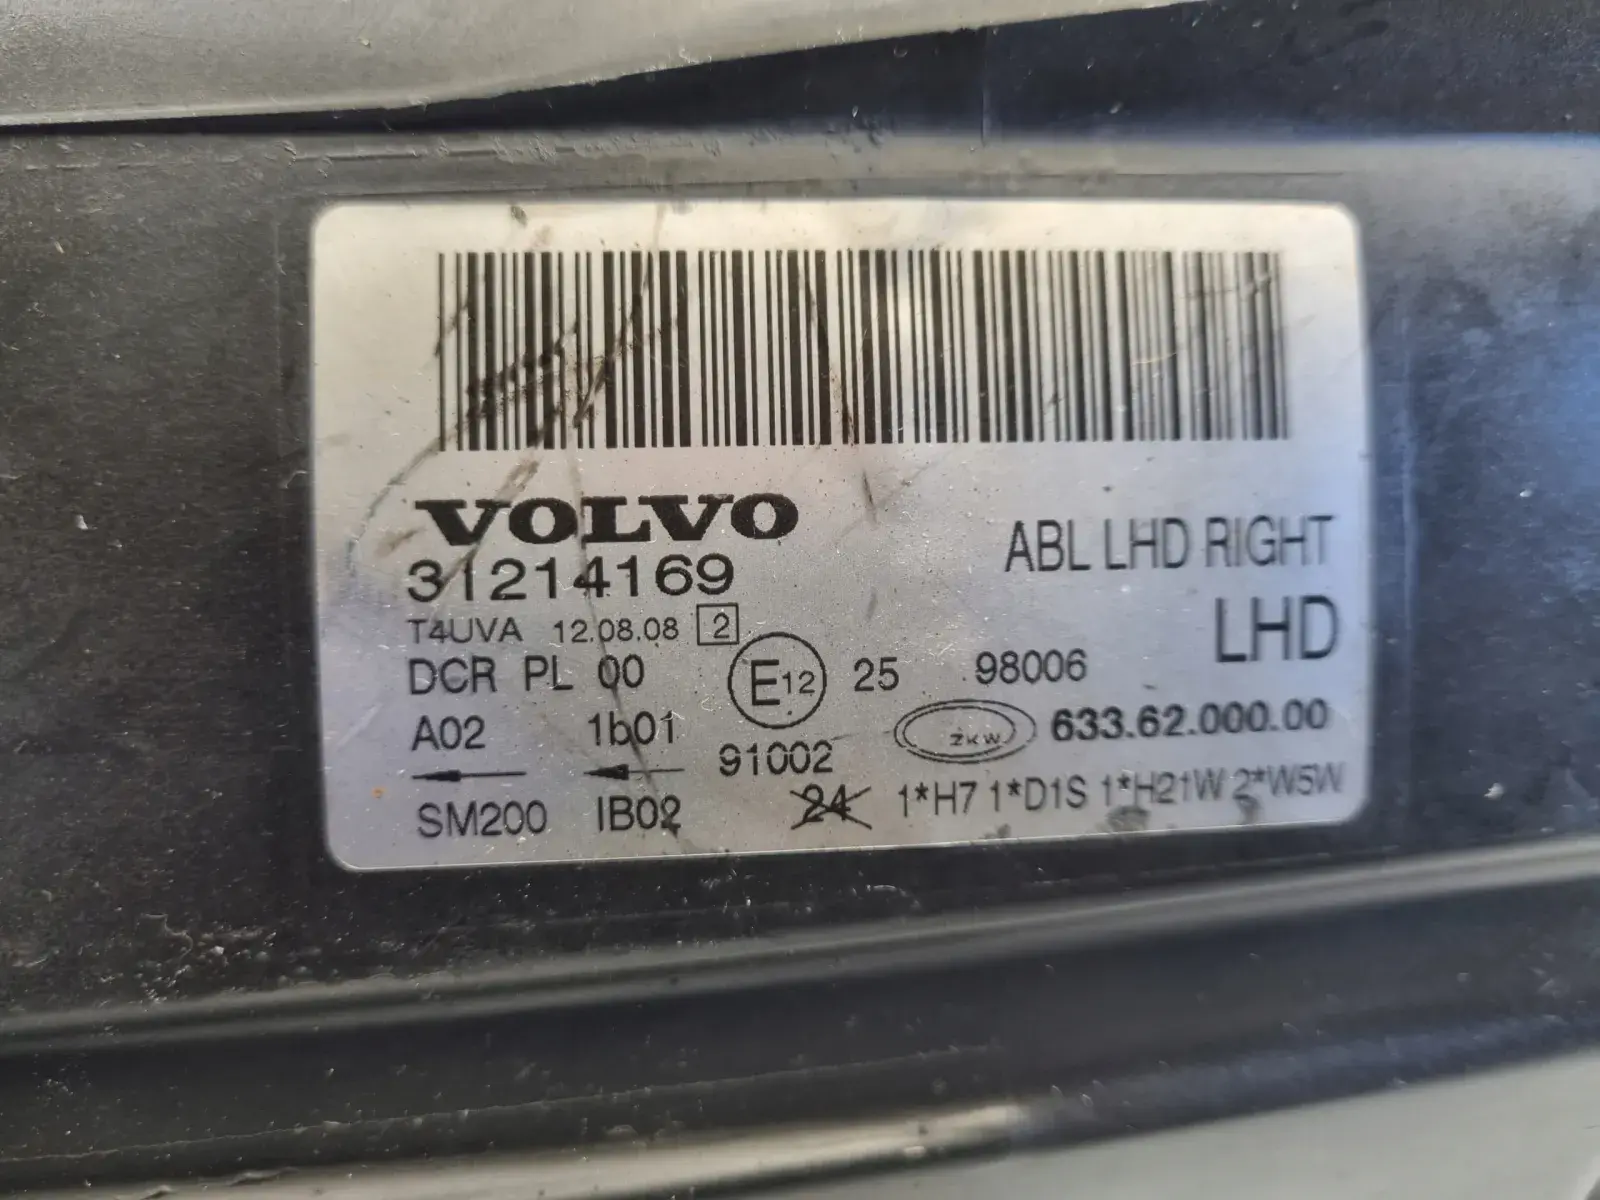 VOLVO
31214169
ABL LHD RIGHT
T4UVA 12.08.08 2
LHD
DCR PL 00
E12 25 98006
A02 1b01
91002
ZKW 633.62.000.00
SM200 IB02
24 1*H7 1*D1S 1*H21W 2*W5W